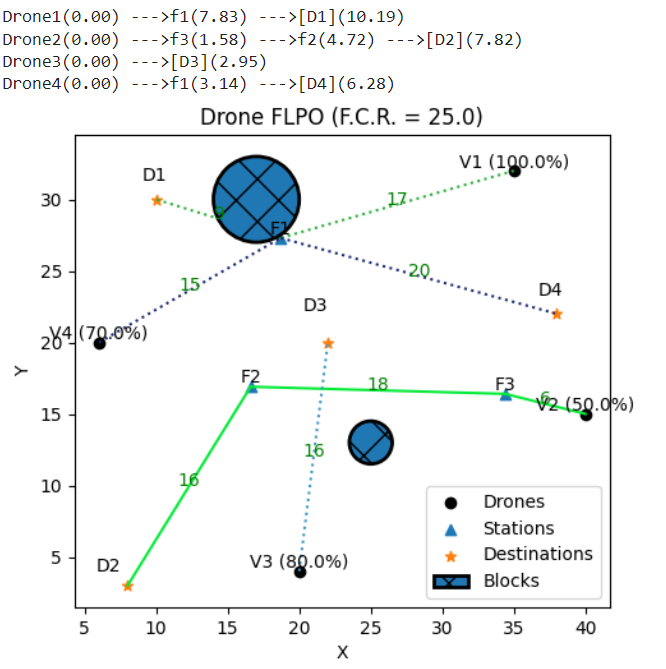 Drone1(0.00) --->f1(7.83) --->[D1](10.19)
Drone2(0.00) --->f3(1.58) --->f2(4.72) --->[D2](7.82)
Drone3(0.00) --->[D3](2.95)
Drone4(0.00) --->f1(3.14) --->[D4](6.28)
Drone FLPO (F.C.R. = 25.0)
V1 (100.0%)
D1
30
17
9
F1
25
20
15
D4
D3
V4 (70.0%)
20
Y
F2
18
F3
6
V2 (50.0%)
15
16
16
10
Drones
Stations
Destinations
Blocks
V3 (80.0%)
D2
5
5 10 15 20 25 30 35 40
X